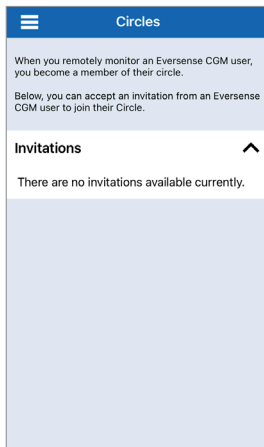 Circles
When you remotely monitor an Eversense CGM user,
you become a member of their circle.
Below, you can accept an invitation from an Eversense
CGM user to join their Circle.
Invitations
There are no invitations available currently.